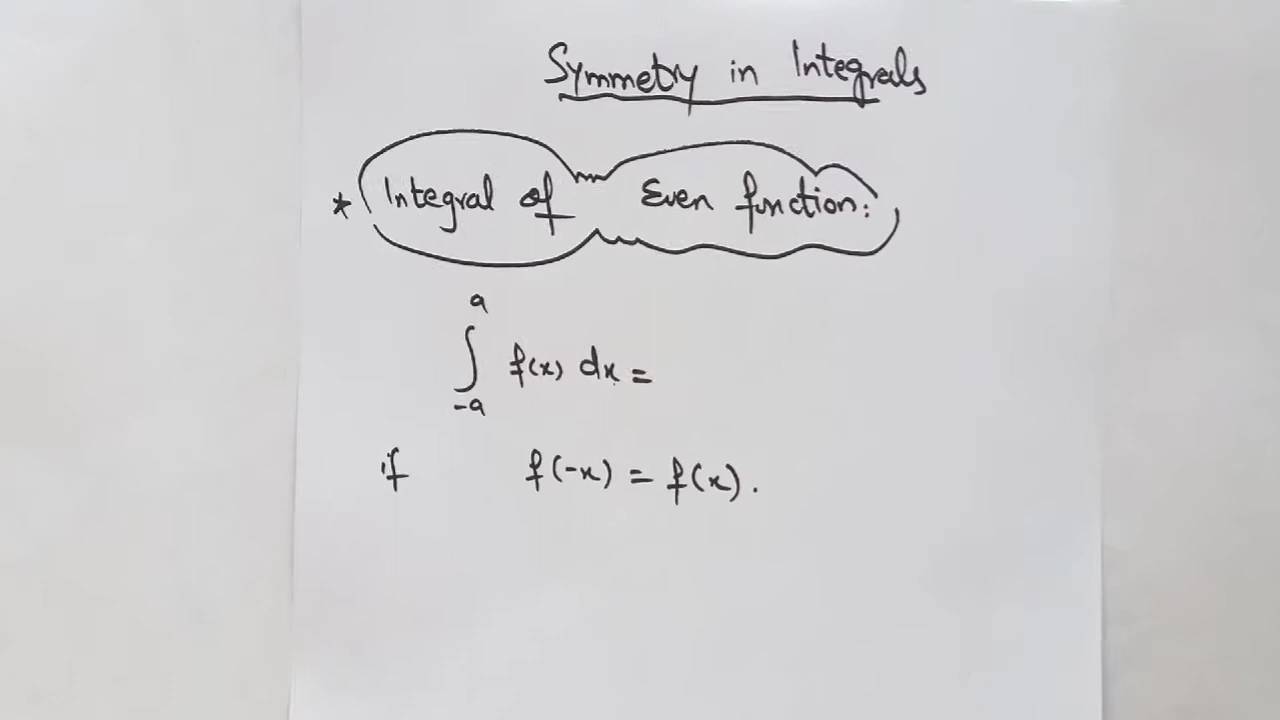 Symmetry in Integrals
* Integral of Even function:
a
∫ f(x) dx =
-a
if f(-x) = f(x).